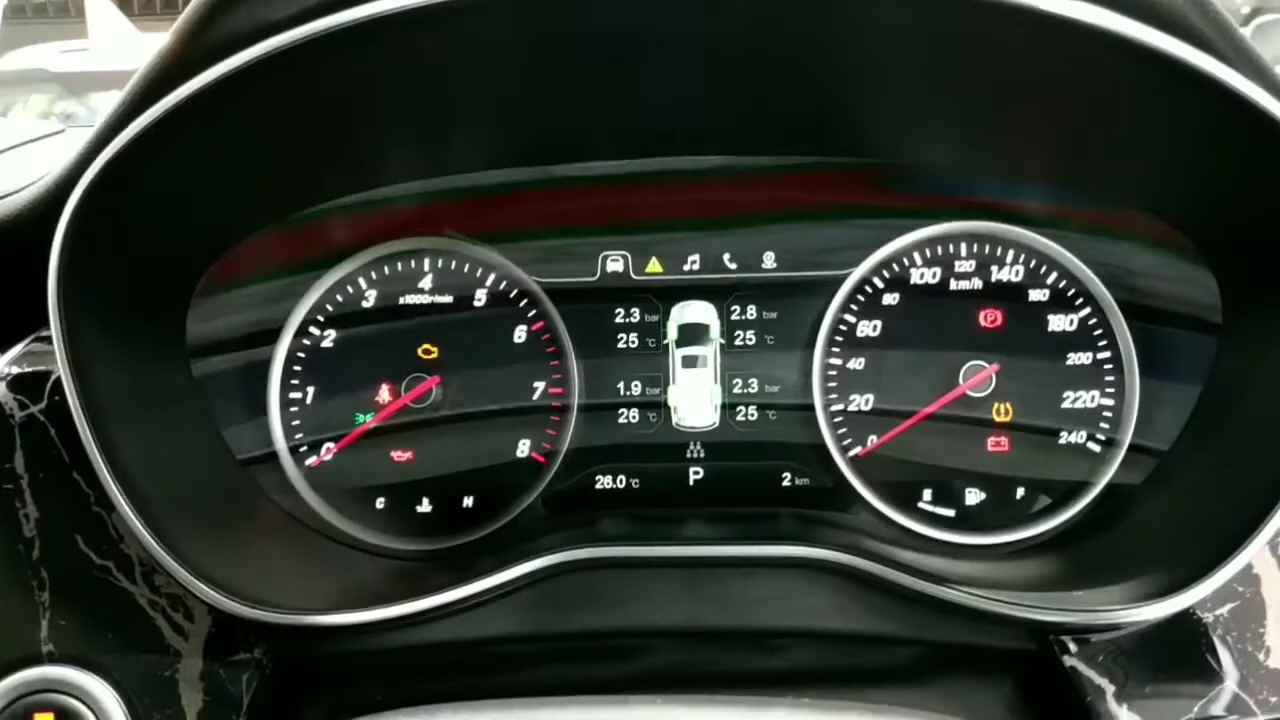 0
1
2
3
4
5
6
7
8
x1000r/min
C
H
2.3 bar
25 ℃
2.8 bar
25 ℃
1.9 bar
26 ℃
2.3 bar
25 ℃
26.0 ℃
P
2 km
0
20
40
60
80
100
120
140
160
180
200
220
240
km/h
P
E
F